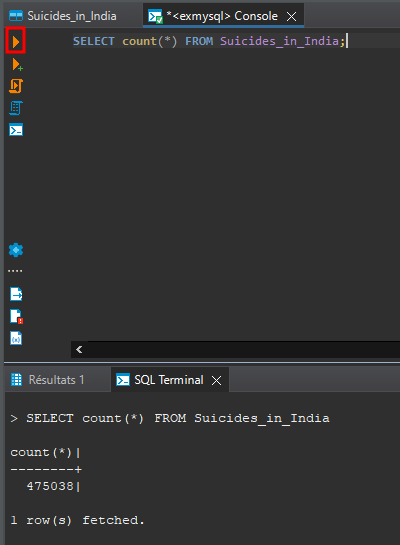 Suicides_in_India
*<exmysql> Console
SELECT count(*) FROM Suicides_in_India;
Résultats 1
SQL Terminal
> SELECT count(*) FROM Suicides_in_India
count(*)|
--------+
475038|
1 row(s) fetched.